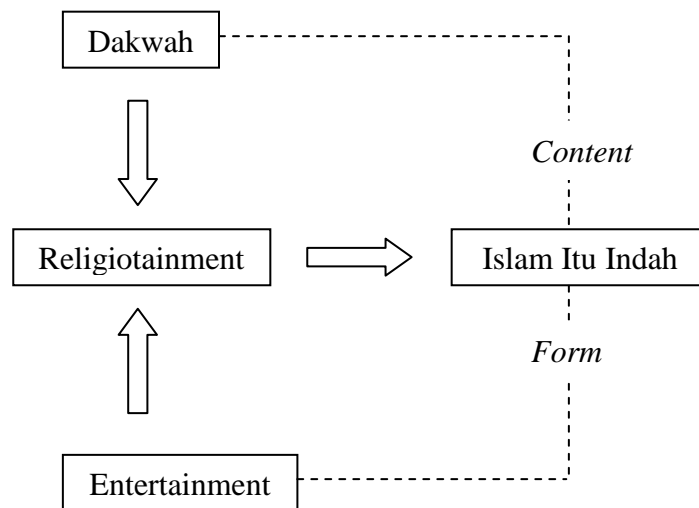 Dakwah
Content
Religiotainment
Islam Itu Indah
Form
Entertainment